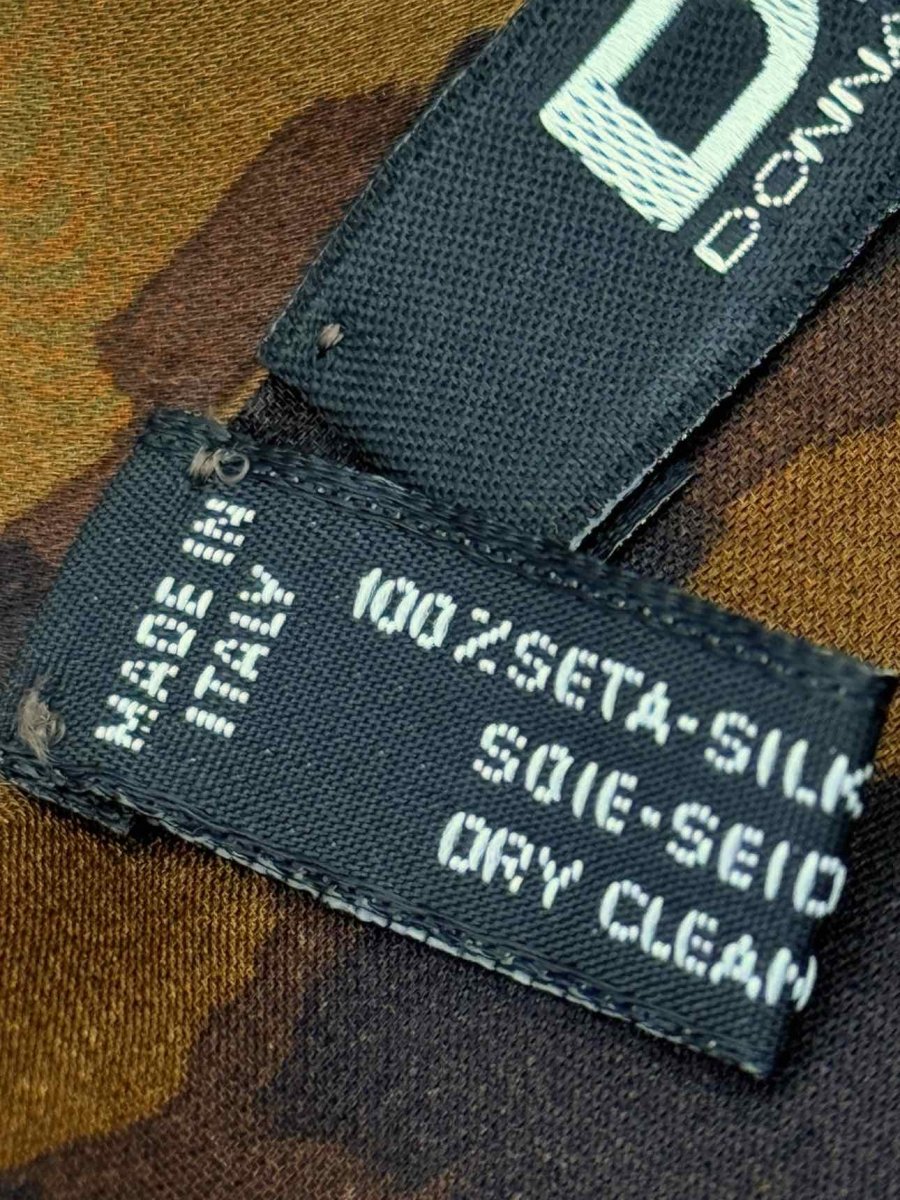 D
DONNA
MADE IN
ITALY
100%SETA-SILK
SOIE-SEID
DRY CLEAN